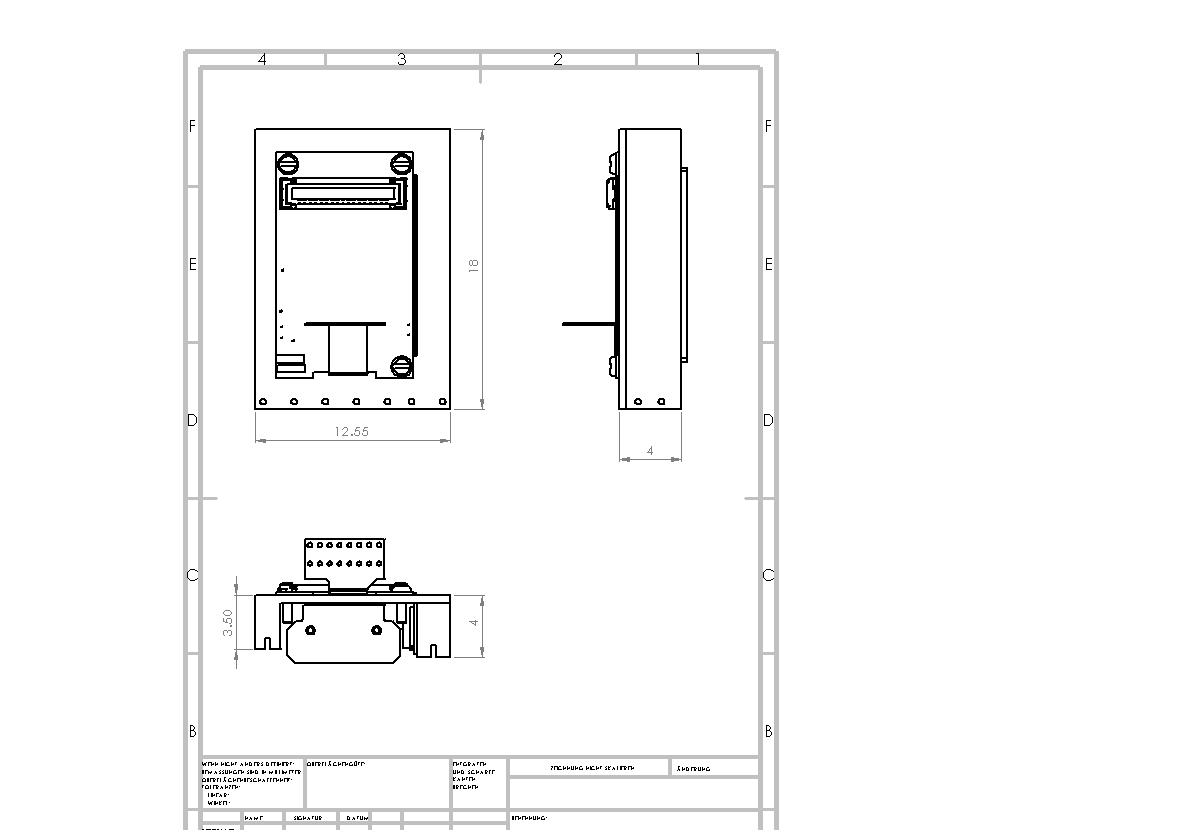 4 3 2 1
F F
18
E E
D D
12.55
4
C C
3.50
4
B B
WENN NICHT ANDERS DEFINIERT:
BEMASSUNGEN SIND IN MILLIMETER
OBERFLÄCHENBESCHAFFENHEIT:
TOLERANZEN:
LINEAR:
WINKEL:
OBERFLÄCHENGÜTE:
ENTGRATEN
UND SCHARFE
KANTEN
BRECHEN
ZEICHNUNG NICHT SKALIEREN
ÄNDERUNG
NAME SIGNATUR DATUM
BENENNUNG: